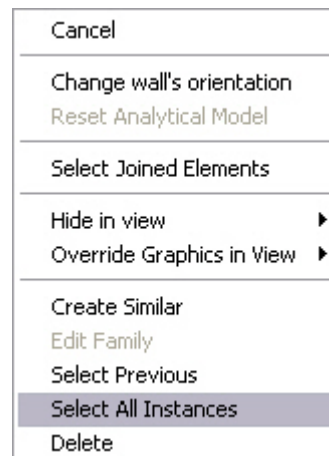 Cancel
Change wall's orientation
Reset Analytical Model
Select Joined Elements
Hide in view
Override Graphics in View
Create Similar
Edit Family
Select Previous
Select All Instances
Delete